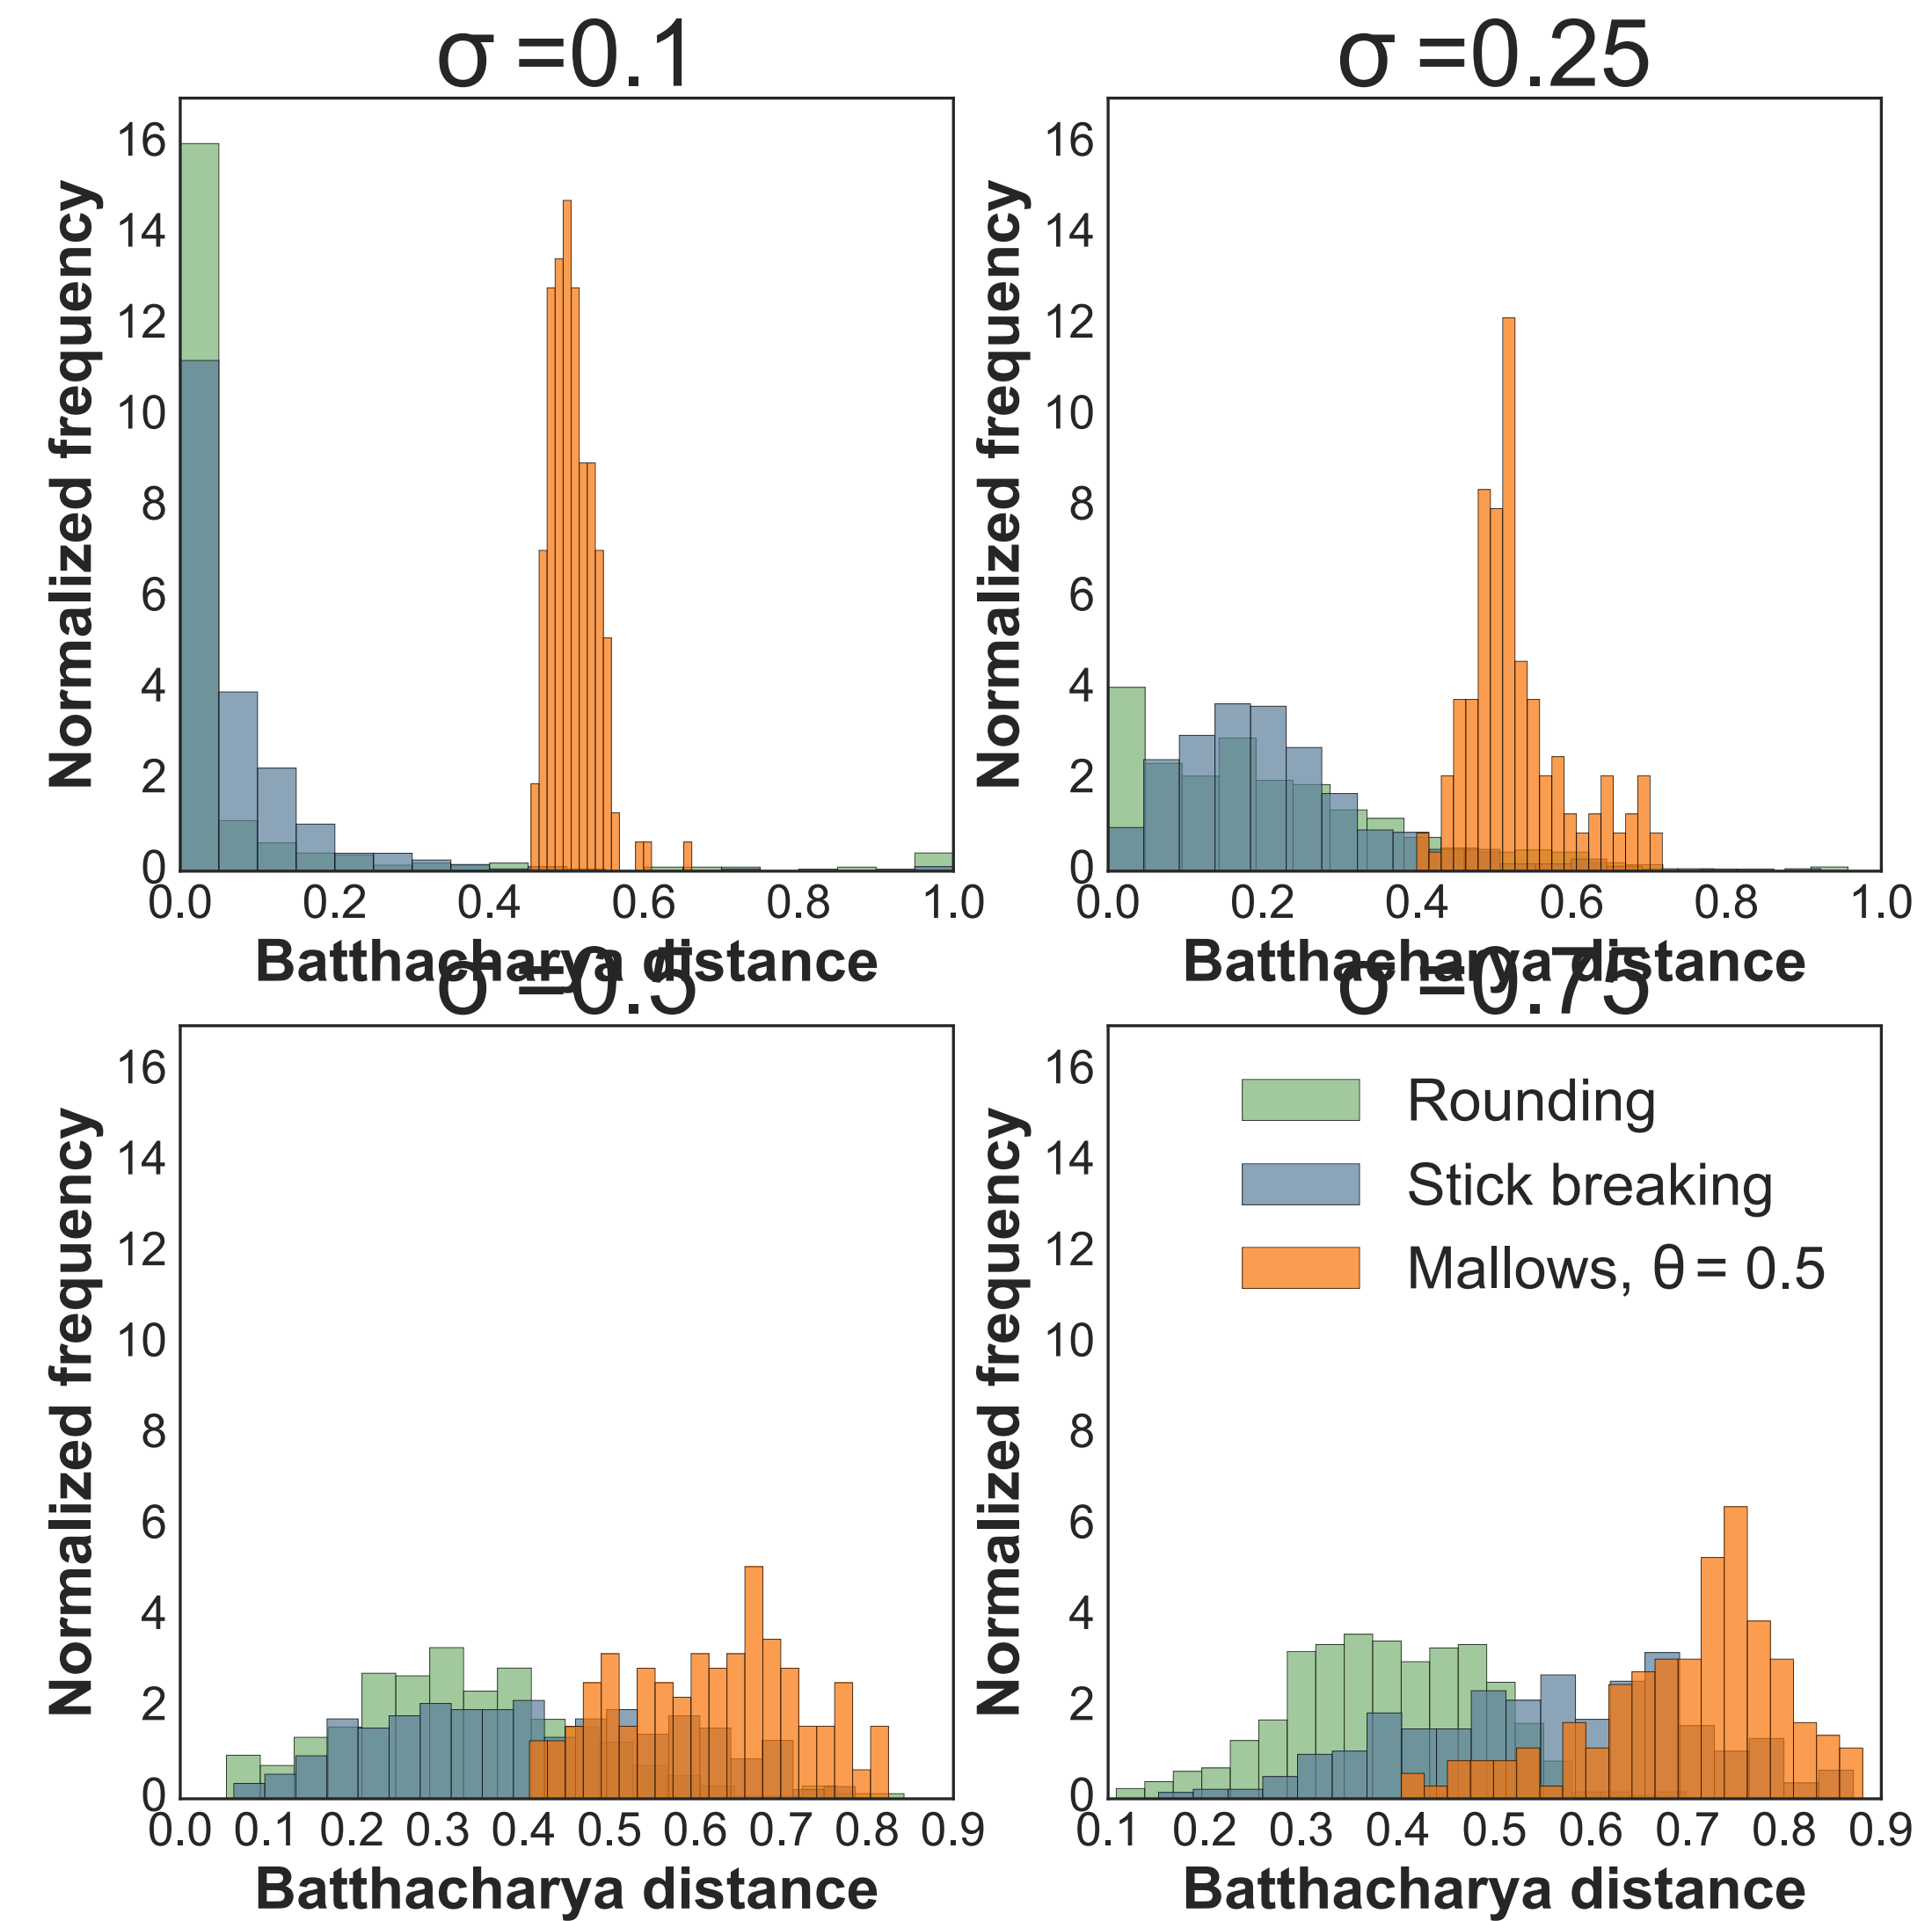 σ =0.1
σ =0.25
Normalized frequency
16
14
12
10
8
6
4
2
0
0.0 0.2 0.4 0.6 0.8 1.0
Batthacharya distance
Normalized frequency
16
14
12
10
8
6
4
2
0
0.0 0.2 0.4 0.6 0.8 1.0
Batthacharya distance
σ =0.5
σ =0.75
Normalized frequency
16
14
12
10
8
6
4
2
0
0.0 0.1 0.2 0.3 0.4 0.5 0.6 0.7 0.8 0.9
Batthacharya distance
Normalized frequency
16
14
12
10
8
6
4
2
0
Rounding
Stick breaking
Mallows, θ = 0.5
0.1 0.2 0.3 0.4 0.5 0.6 0.7 0.8 0.9
Batthacharya distance